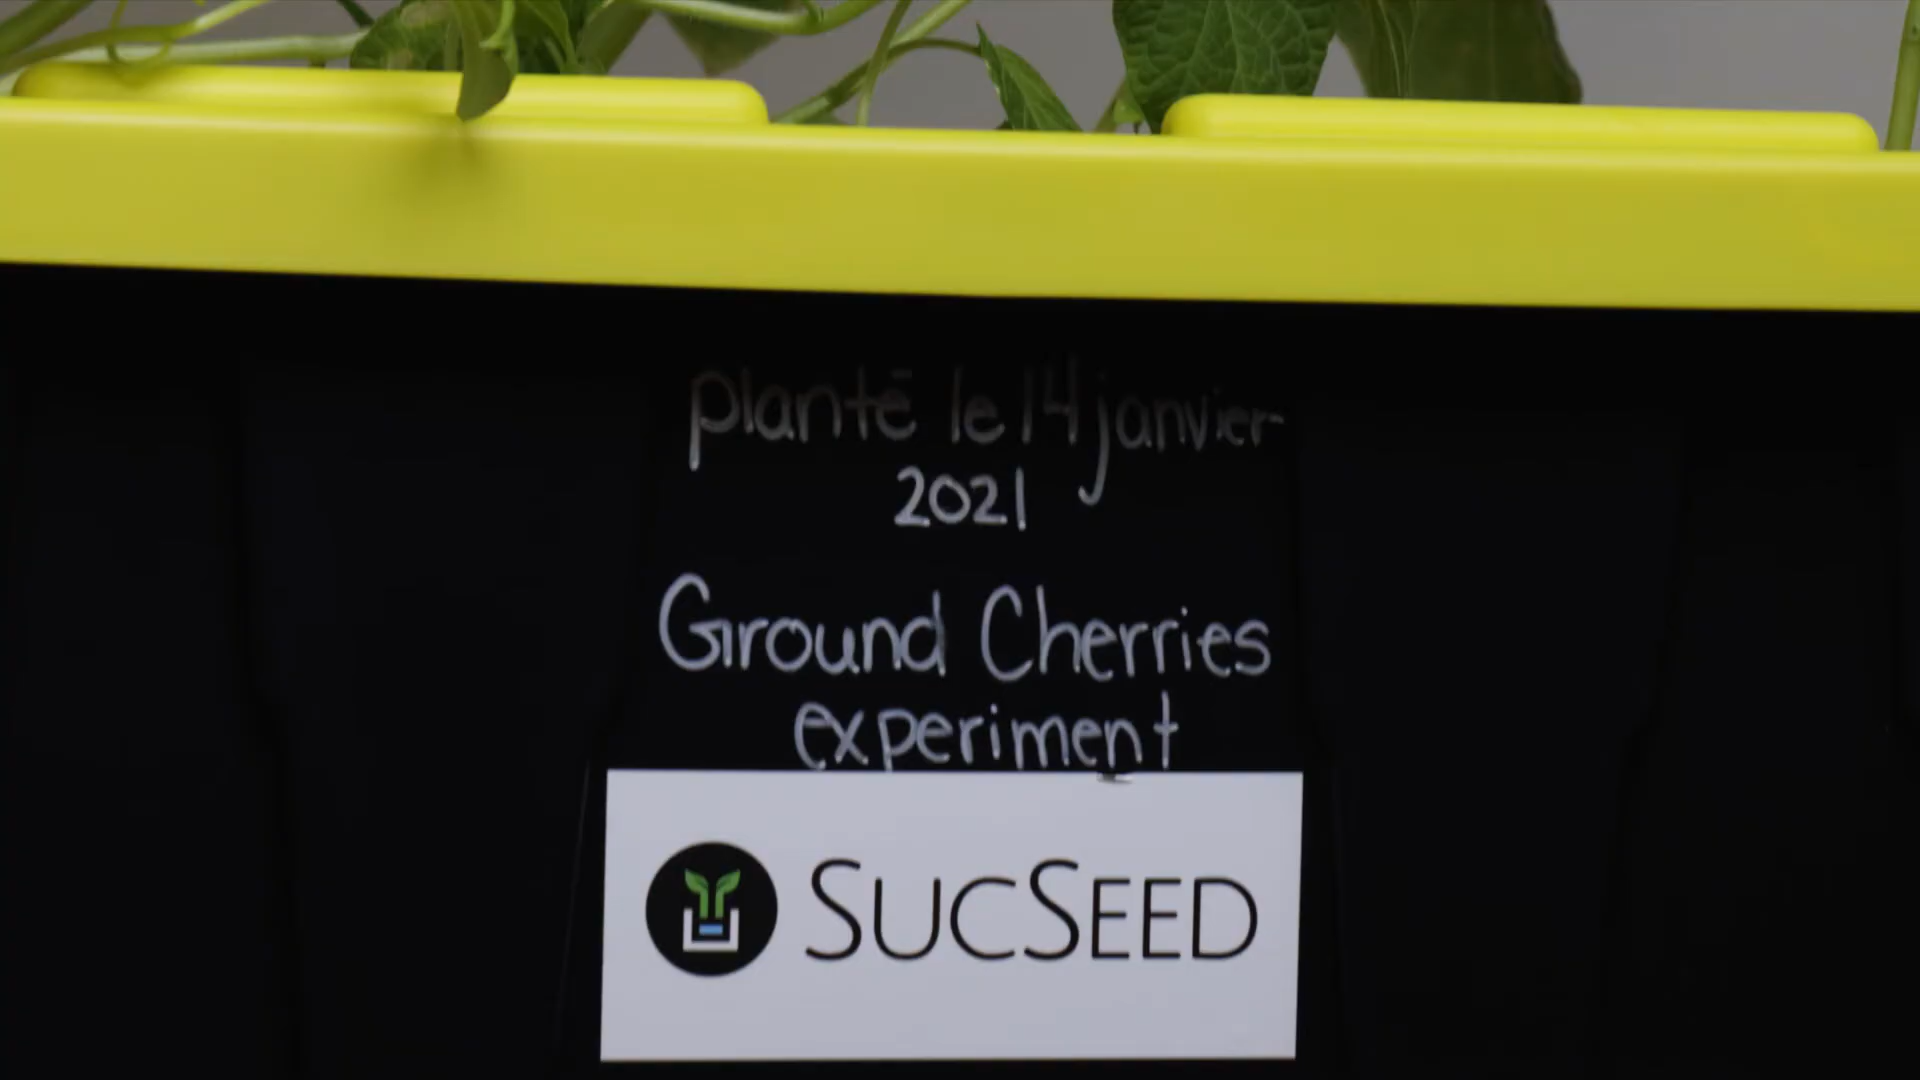 planté le 14 janvier
2021
Ground Cherries
experiment
SUCSEED